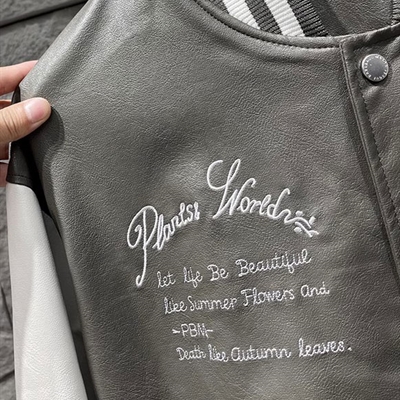 Plants: World
let life Be Beautiful
like Summer Flowers And
-PBN-
Death like Autumn leaves.